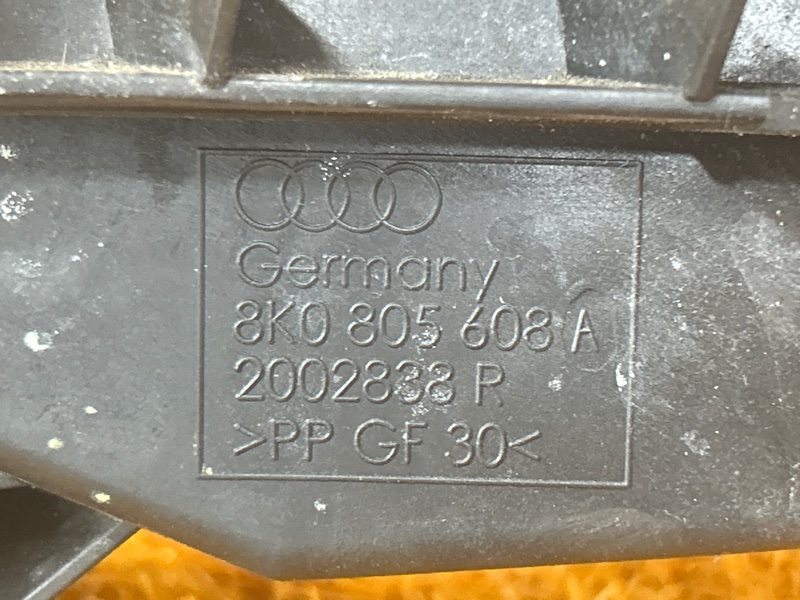 Germany
8K0 805 608 A
2002838 R
>PP GF 30<